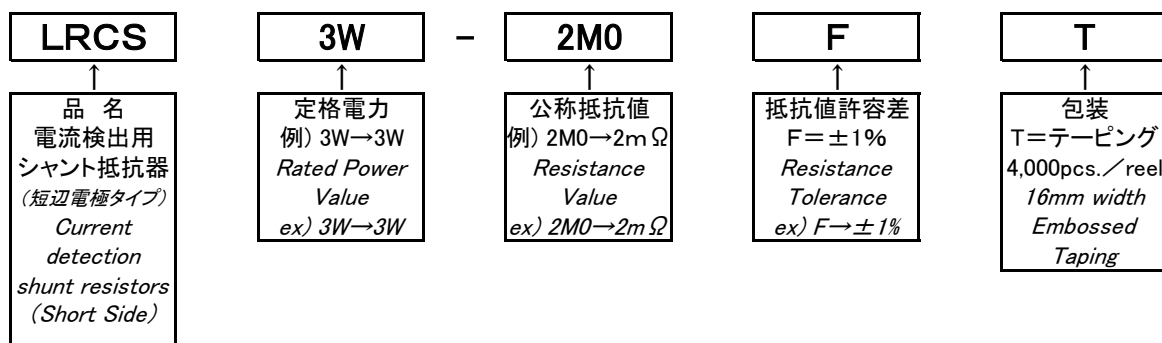 LRCS 3W - 2M0 F T
↑ ↑ ↑ ↑ ↑
品 名
電流検出用
シャント抵抗器
(短辺電極タイプ)
Current
detection
shunt resistors
(Short Side)
定格電力
例) 3W→3W
Rated Power
Value
ex) 3W→3W
公称抵抗値
例) 2M0→2mΩ
Resistance
Value
ex) 2M0→2mΩ
抵抗値許容差
F=±1%
Resistance
Tolerance
ex) F→±1%
包装
T=テーピング
4,000pcs./reel
16mm width
Embossed
Taping